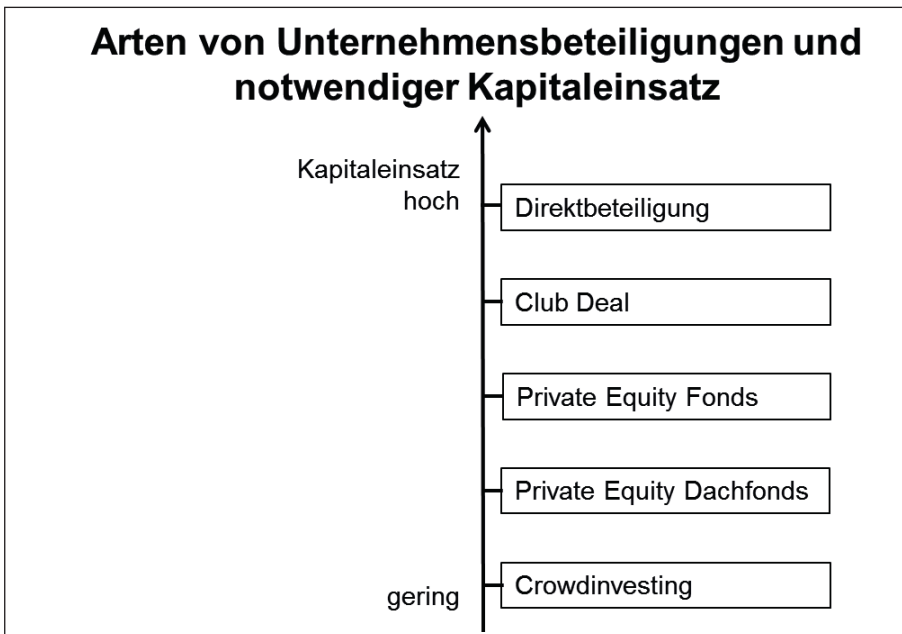 Arten von Unternehmensbeteiligungen und
notwendiger Kapitaleinsatz
Kapitaleinsatz
hoch
Direktbeteiligung
Club Deal
Private Equity Fonds
Private Equity Dachfonds
Crowdinvesting
gering